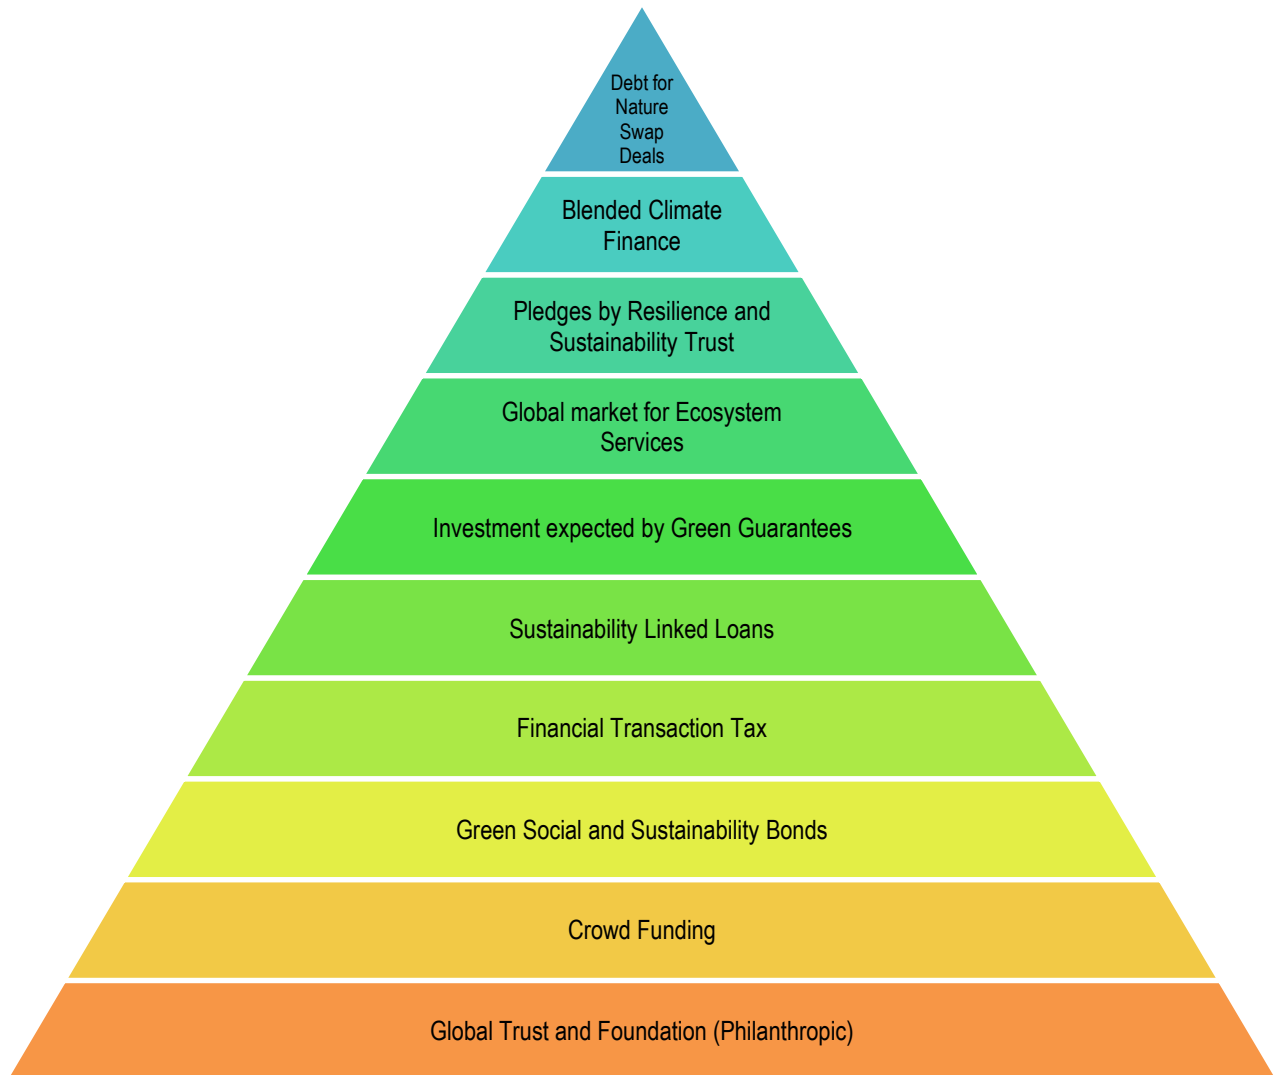 Debt for
Nature
Swap
Deals
Blended Climate
Finance
Pledges by Resilience and
Sustainability Trust
Global market for Ecosystem
Services
Investment expected by Green Guarantees
Sustainability Linked Loans
Financial Transaction Tax
Green Social and Sustainability Bonds
Crowd Funding
Global Trust and Foundation (Philanthropic)